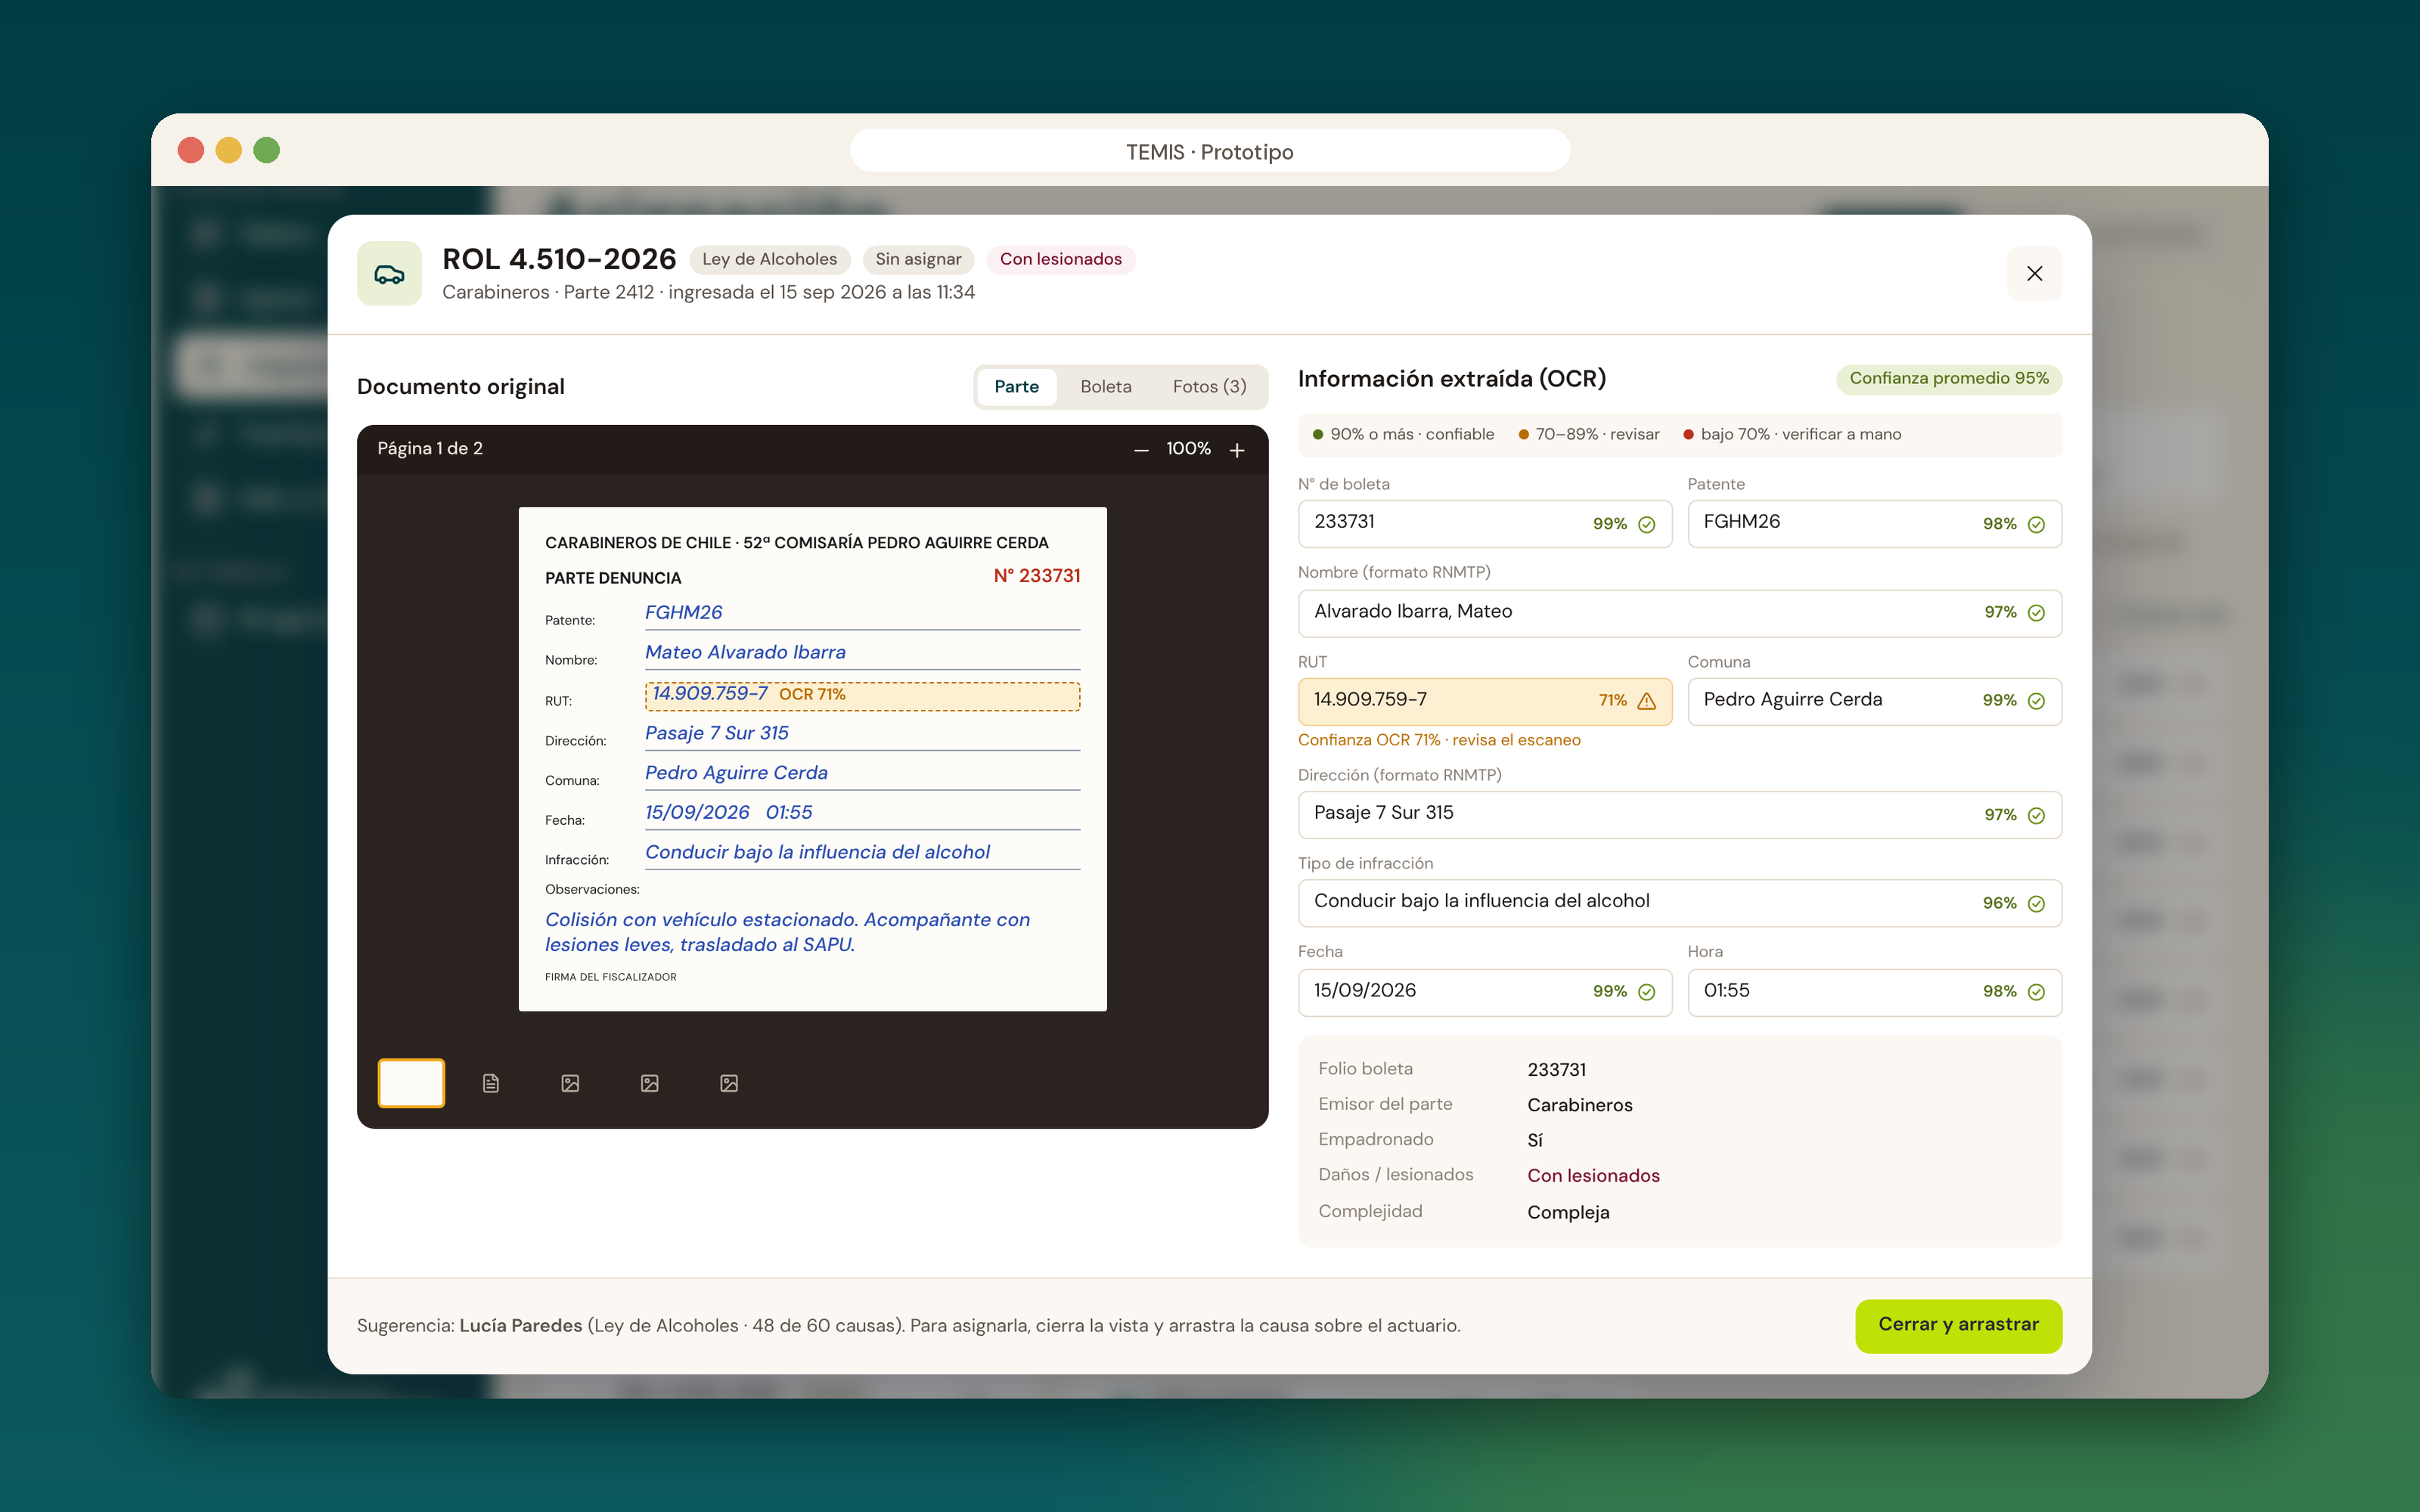 TEMIS · Prototipo
ROL 4.510-2026 Ley de Alcoholes Sin asignar Con lesionados
Carabineros · Parte 2412 · ingresada el 15 sep 2026 a las 11:34
Documento original
Parte Boleta Fotos (3)
Página 1 de 2
— 100% +
CARABINEROS DE CHILE · 52ª COMISARÍA PEDRO AGUIRRE CERDA
PARTE DENUNCIA N° 233731
Patente: FGHM26
Nombre: Mateo Alvarado Ibarra
RUT: 14.909.759-7 OCR 71%
Dirección: Pasaje 7 Sur 315
Comuna: Pedro Aguirre Cerda
Fecha: 15/09/2026 01:55
Infracción: Conducir bajo la influencia del alcohol
Observaciones:
Colisión con vehículo estacionado. Acompañante con
lesiones leves, trasladado al SAPU.
FIRMA DEL FISCALIZADOR
Información extraída (OCR) Confianza promedio 95%
90% o más · confiable 70–89% · revisar bajo 70% · verificar a mano
N° de boleta Patente
233731 99% FGHM26 98%
Nombre (formato RNMTP)
Alvarado Ibarra, Mateo 97%
RUT Comuna
14.909.759-7 71% Pedro Aguirre Cerda 99%
Confianza OCR 71% · revisa el escaneo
Dirección (formato RNMTP)
Pasaje 7 Sur 315 97%
Tipo de infracción
Conducir bajo la influencia del alcohol 96%
Fecha Hora
15/09/2026 99% 01:55 98%
Folio boleta 233731
Emisor del parte Carabineros
Empadronado Sí
Daños / lesionados Con lesionados
Complejidad Compleja
Sugerencia: Lucía Paredes (Ley de Alcoholes · 48 de 60 causas). Para asignarla, cierra la vista y arrastra la causa sobre el actuario.
Cerrar y arrastrar